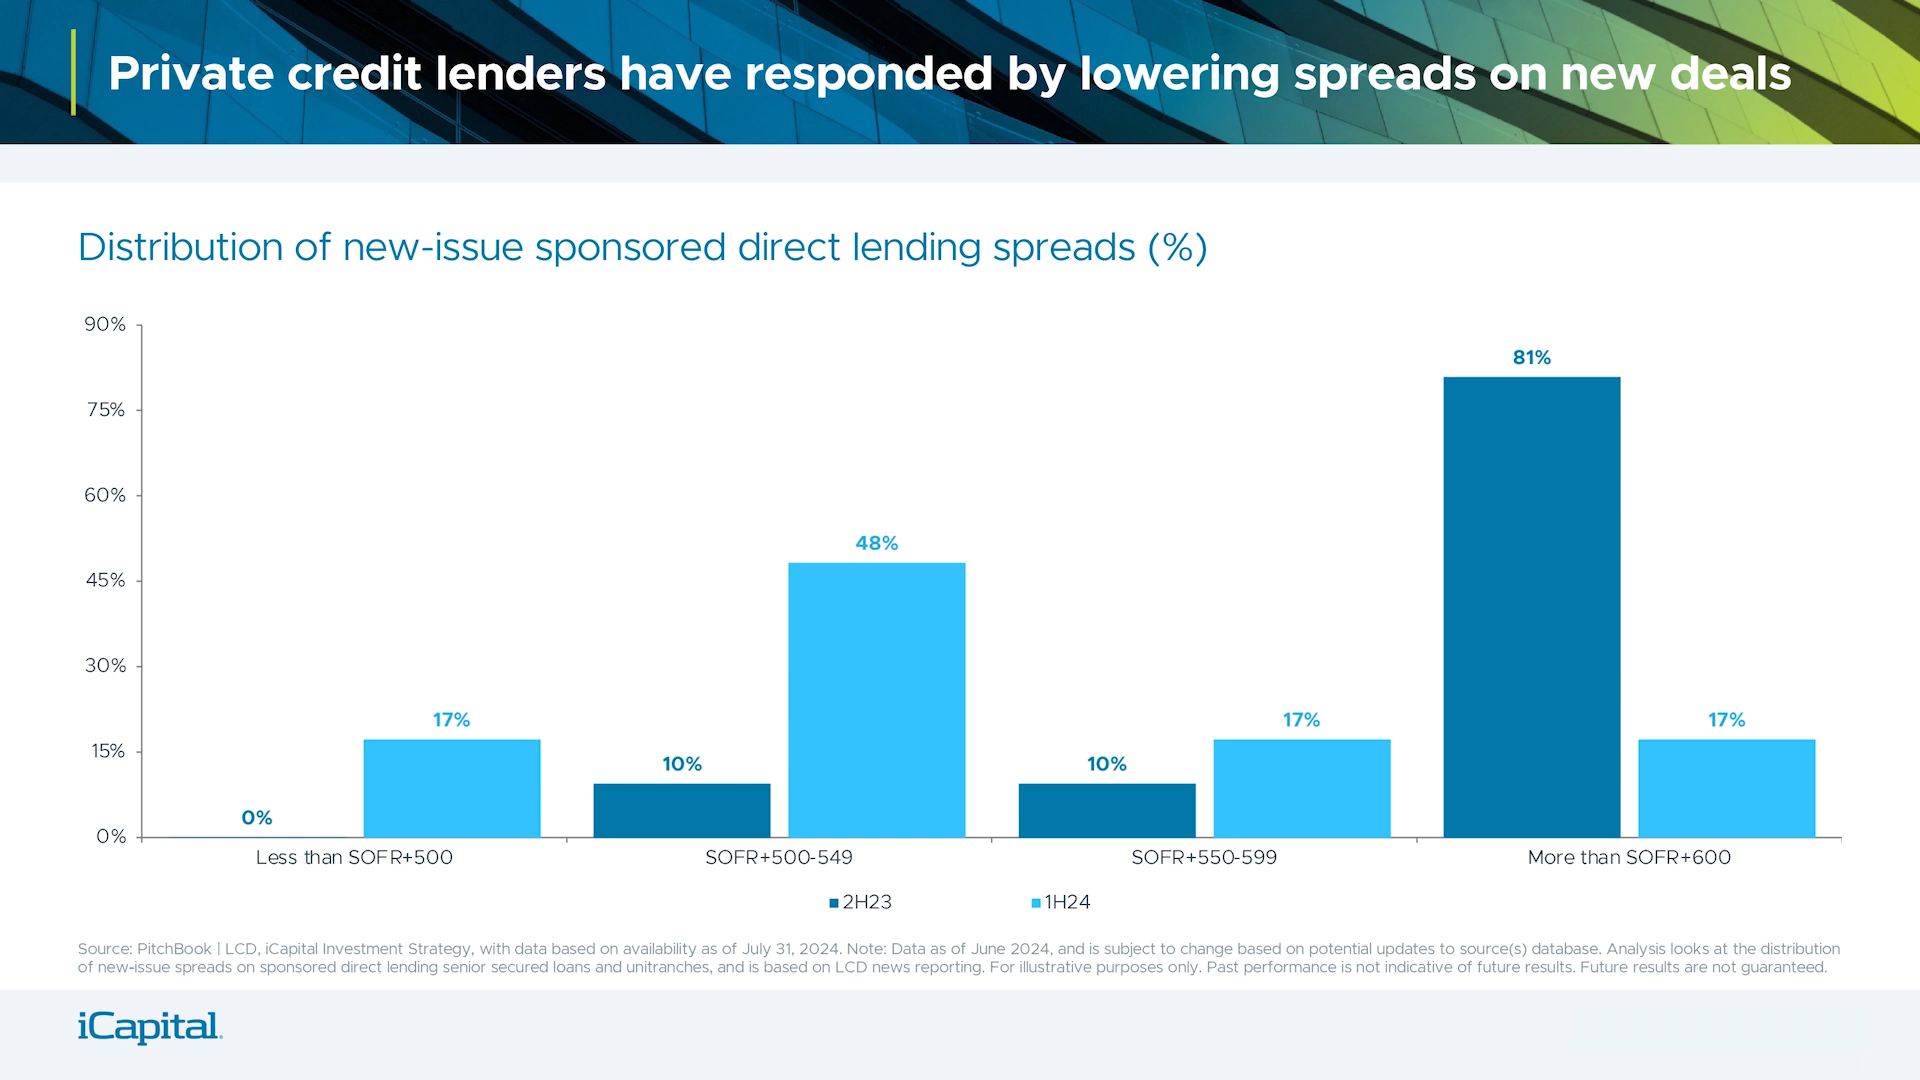 Private credit lenders have responded by lowering spreads on new deals
Distribution of new-issue sponsored direct lending spreads (%)
90%
75%
60%
45%
30%
15%
0%
0%
17%
10%
48%
10%
17%
81%
17%
Less than SOFR+500
SOFR+500-549
SOFR+550-599
More than SOFR+600
2H23
1H24
Source: PitchBook | LCD, iCapital Investment Strategy, with data based on availability as of July 31, 2024. Note: Data as of June 2024, and is subject to change based on potential updates to source(s) database. Analysis looks at the distribution
of new-issue spreads on sponsored direct lending senior secured loans and unitranches, and is based on LCD news reporting. For illustrative purposes only. Past performance is not indicative of future results. Future results are not guaranteed.
iCapital.